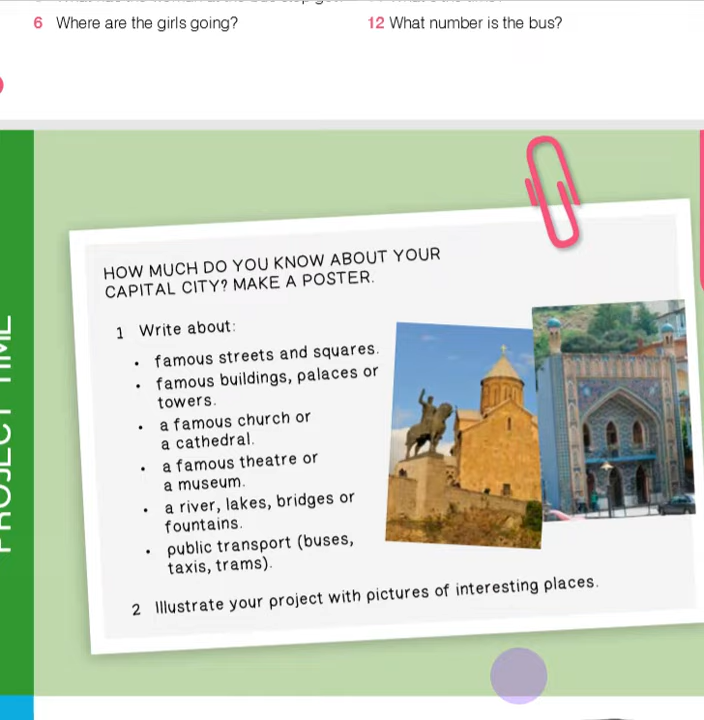 6 Where are the girls going?
12 What number is the bus?
PROJECT TIME
HOW MUCH DO YOU KNOW ABOUT YOUR
CAPITAL CITY? MAKE A POSTER.
1 Write about:
• famous streets and squares.
• famous buildings, palaces or
towers.
• a famous church or
a cathedral.
• a famous theatre or
a museum.
• a river, lakes, bridges or
fountains.
• public transport (buses,
taxis, trams).
2 Illustrate your project with pictures of interesting places.